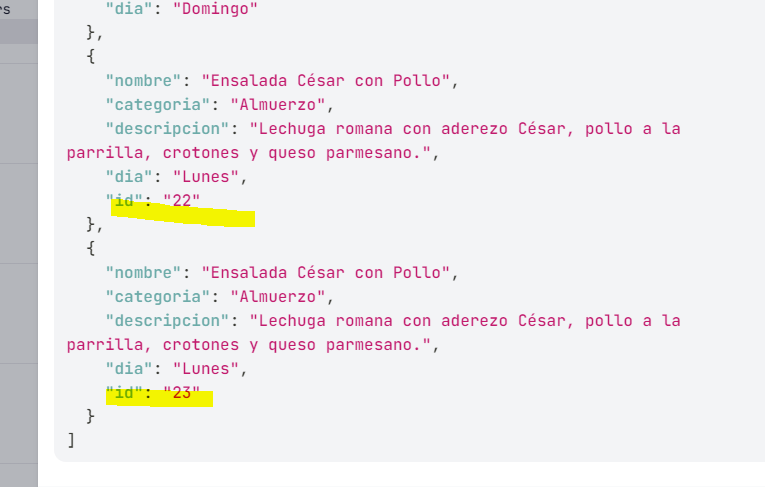 rs
"dia": "Domingo"
},
{
"nombre": "Ensalada César con Pollo",
"categoria": "Almuerzo",
"descripcion": "Lechuga romana con aderezo César, pollo a la
parrilla, crotones y queso parmesano.",
"dia": "Lunes",
"id": "22"
},
{
"nombre": "Ensalada César con Pollo",
"categoria": "Almuerzo",
"descripcion": "Lechuga romana con aderezo César, pollo a la
parrilla, crotones y queso parmesano.",
"dia": "Lunes",
"id": "23"
}
]